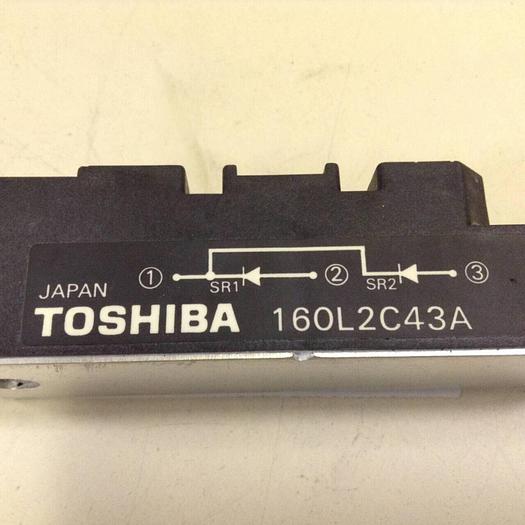 ① ② ③
SR1 SR2
JAPAN
TOSHIBA 160L2C43A